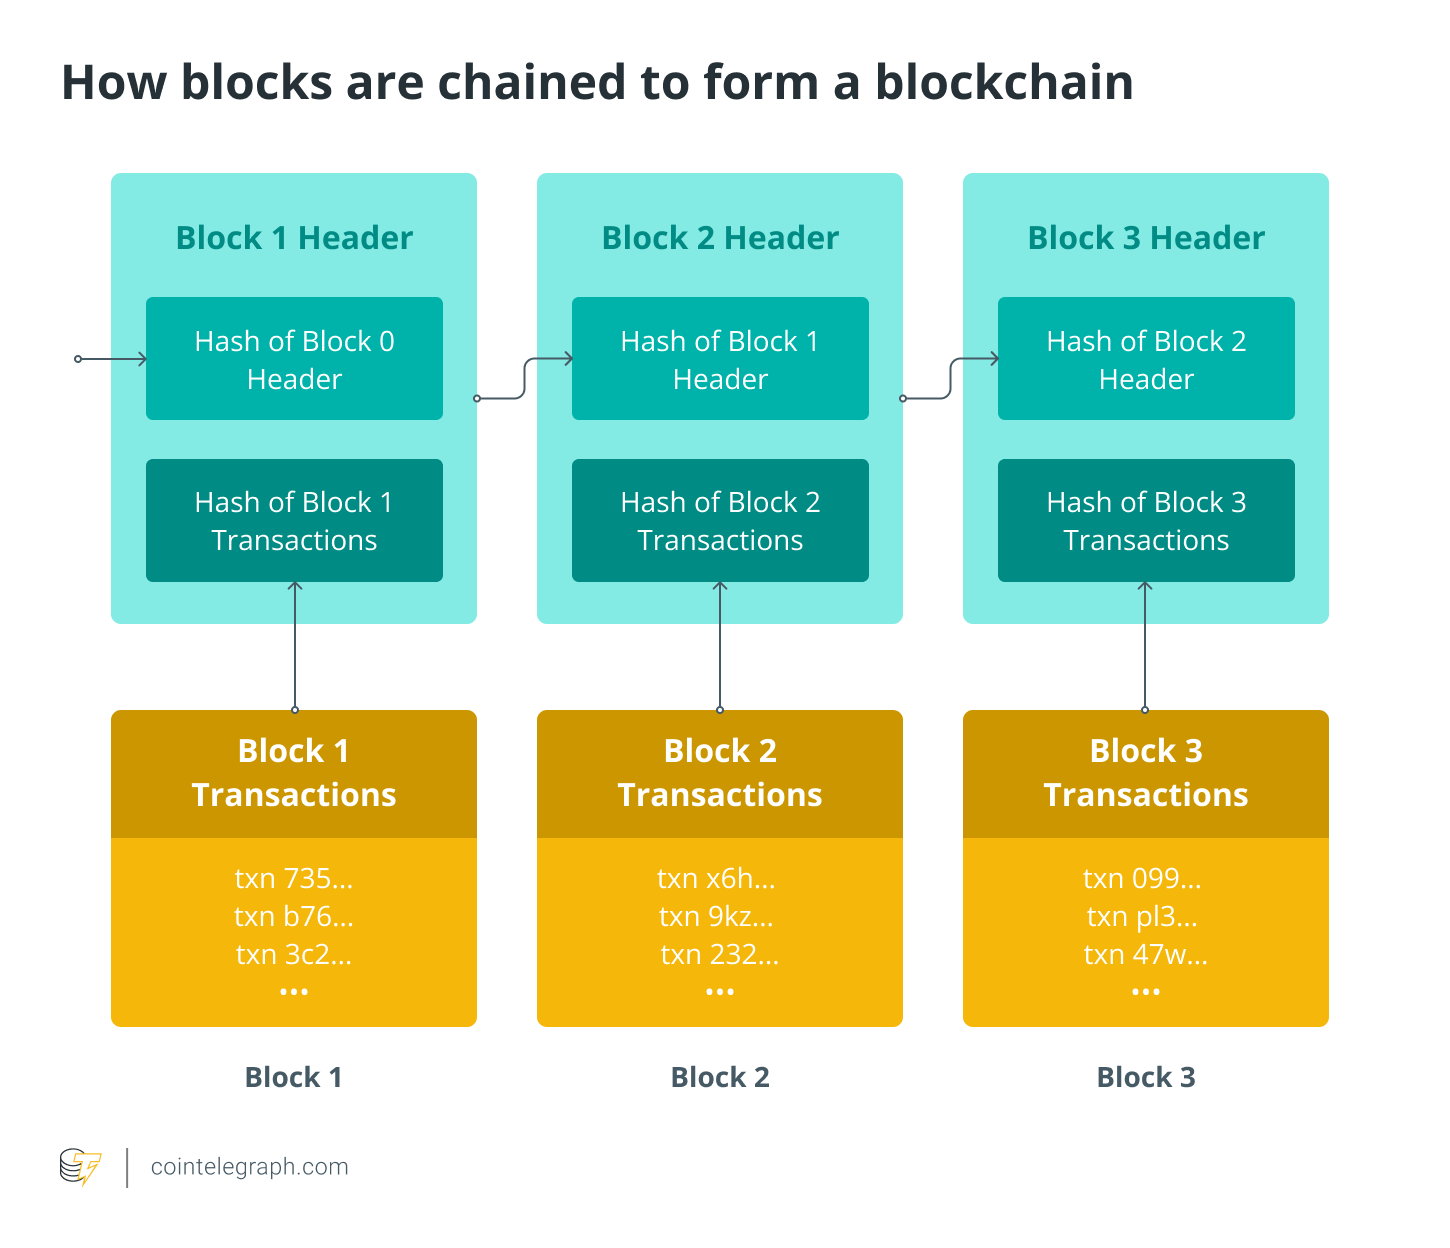 How blocks are chained to form a blockchain
Block 1 Header
Hash of Block 0
Header
Hash of Block 1
Transactions
Block 1
Transactions
txn 735...
txn b76...
txn 3c2...
...
Block 1
Block 2 Header
Hash of Block 1
Header
Hash of Block 2
Transactions
Block 2
Transactions
txn x6h...
txn 9kz...
txn 232...
...
Block 2
Block 3 Header
Hash of Block 2
Header
Hash of Block 3
Transactions
Block 3
Transactions
txn 099...
txn pl3...
txn 47w...
...
Block 3
cointelegraph.com